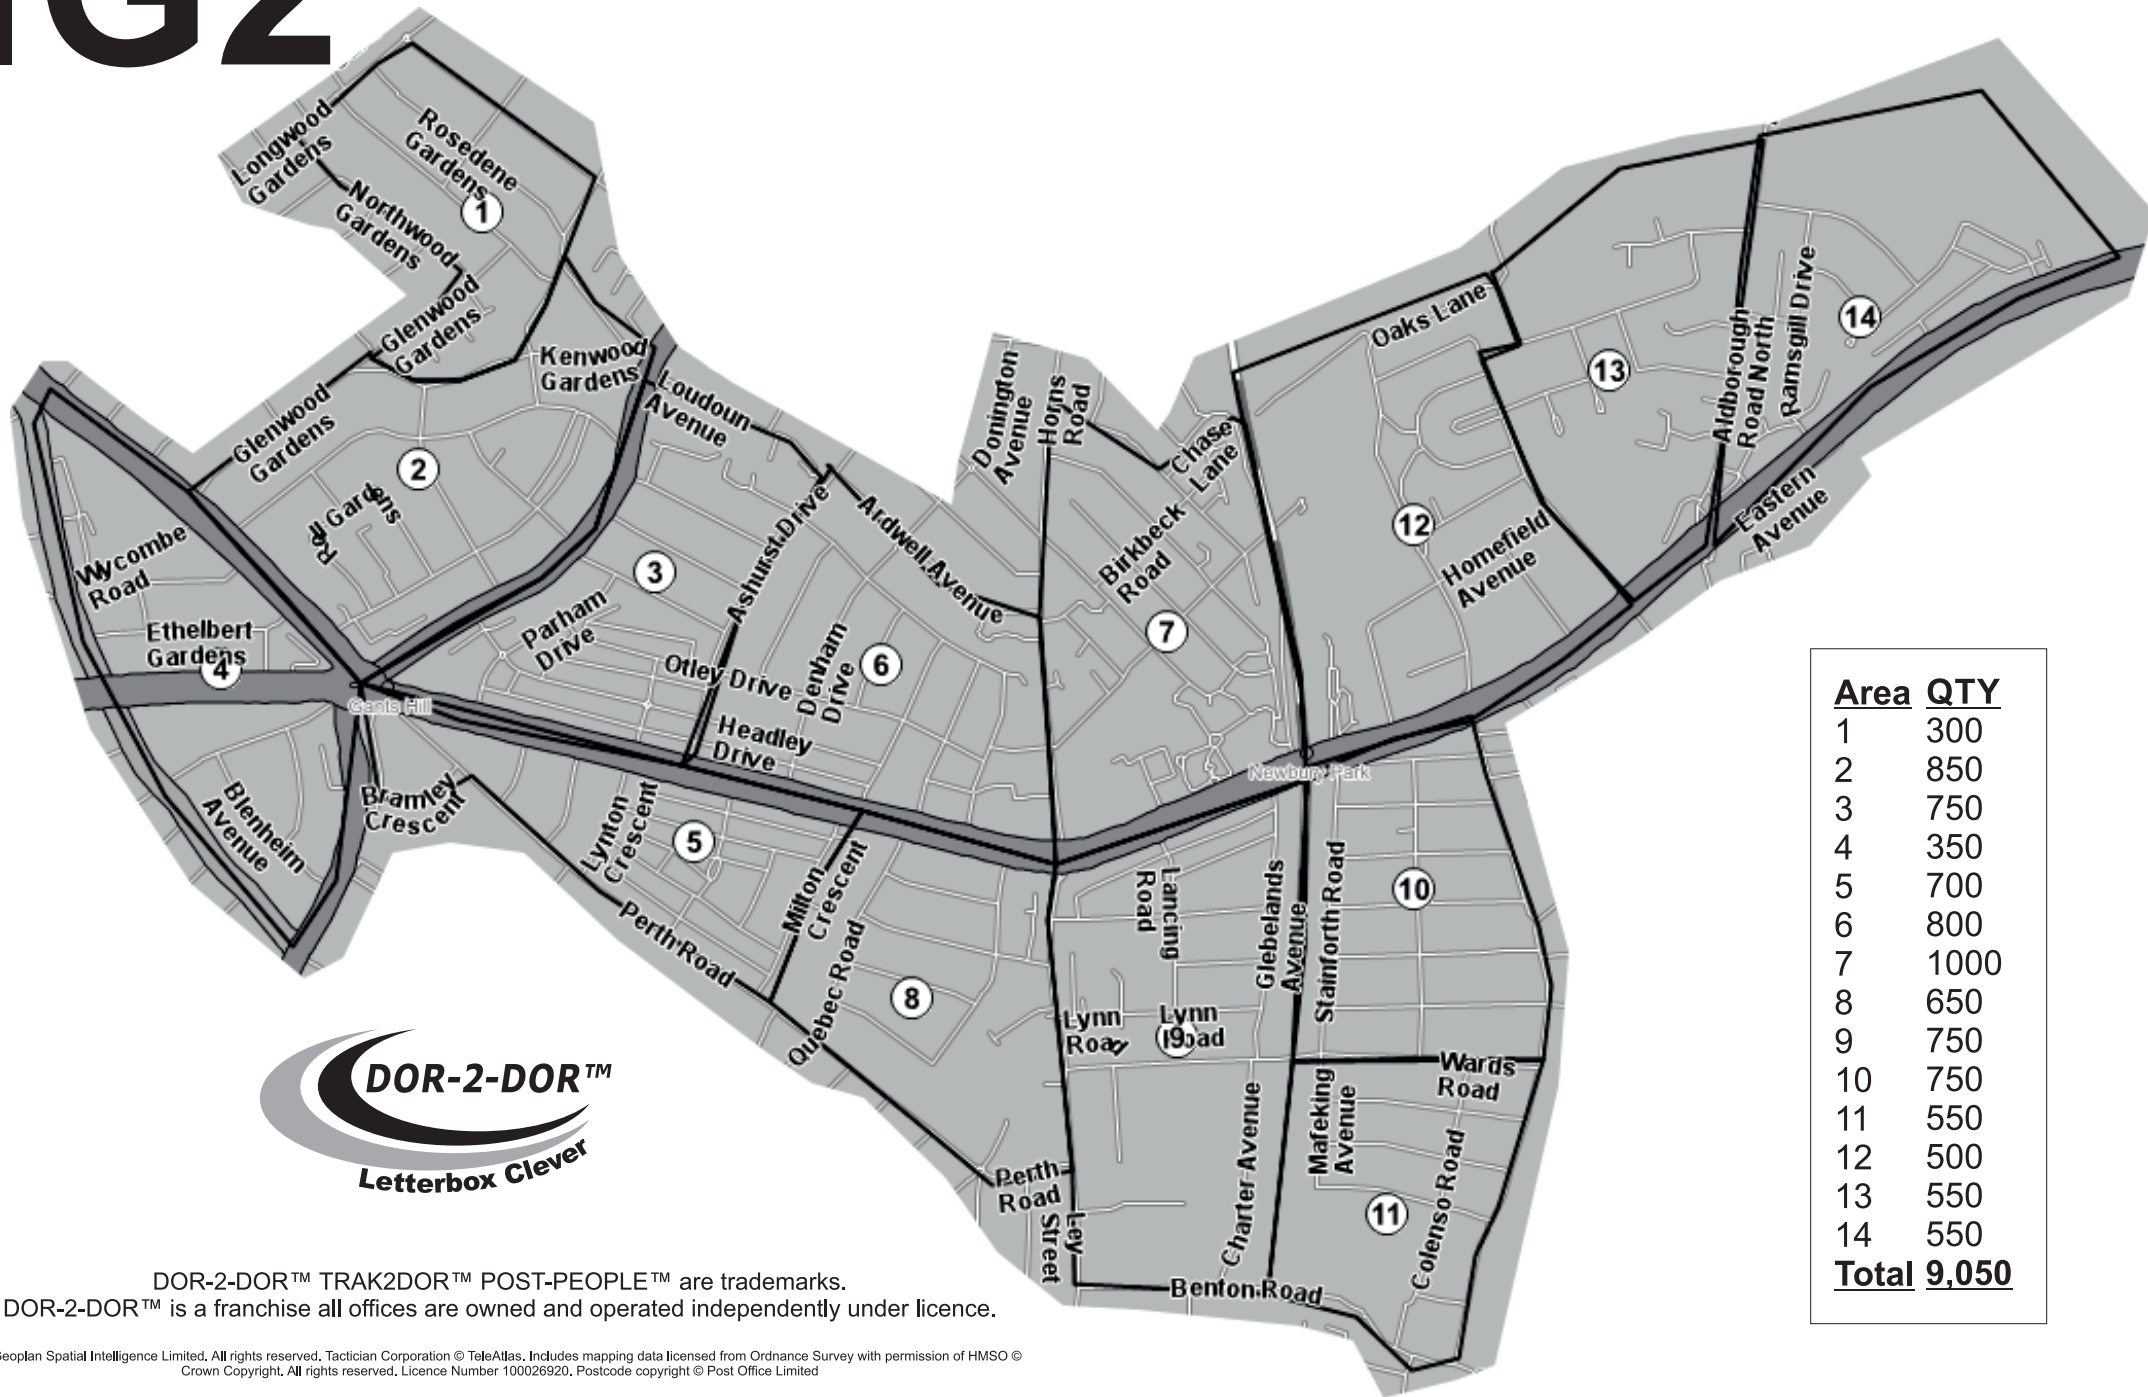 G2
Longwood
Gardens
Rosedene
Gardens
1
Northwood
Gardens
Glenwood
Gardens
Kenwood
Gardens
Glenwood
Gardens
Loudoun
Avenue
2
Wycombe
Road
Ethelbert
Gardens
4
3
Parham
Drive
Ashurst Drive
Ardwell Avenue
Otley Drive
Denham
Drive
6
Headley
Drive
Gants Hill
Donington
Avenue
Horns
Road
Chase
Lane
Birkbeck
Road
7
Oaks Lane
12
Homefield
Avenue
13
Aldborough
Road North
Ramsgill Drive
14
Eastern
Avenue
Newbury Park
Blenheim
Avenue
Bramley
Crescent
Lynton
Crescent
5
Milton
Crescent
Perth Road
Quebec Road
8
Lancing
Road
Glebelands
Avenue
Stainforth Road
10
Lynn
Road
Lynn
Road
9
Wards
Road
Mafeking
Avenue
Charter Avenue
Colenso Road
11
Perth
Road
Ley
Street
Benton Road
Area QTY
1 300
2 850
3 750
4 350
5 700
6 800
7 1000
8 650
9 750
10 750
11 550
12 500
13 550
14 550
Total 9,050
DOR-2-DOR™
Letterbox Clever
DOR-2-DOR™ TRAK2DOR™ POST-PEOPLE™ are trademarks.
DOR-2-DOR™ is a franchise all offices are owned and operated independently under licence.
Geoplan Spatial Intelligence Limited. All rights reserved. Tactician Corporation © TeleAtlas. Includes mapping data licensed from Ordnance Survey with permission of HMSO ©
Crown Copyright. All rights reserved. Licence Number 100026920. Postcode copyright © Post Office Limited